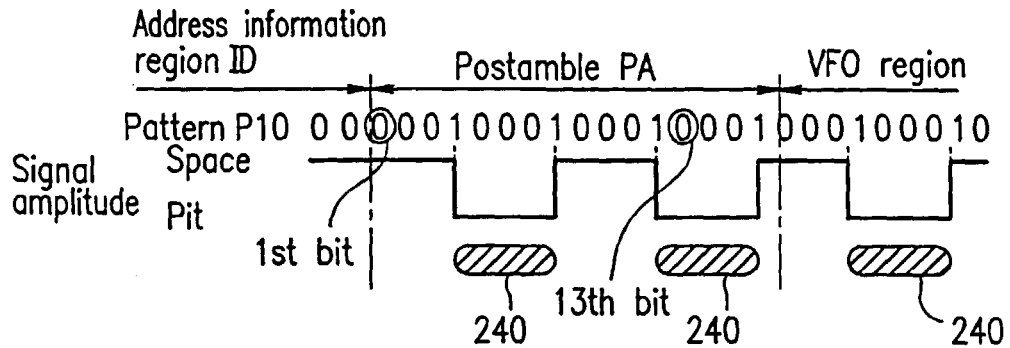 Address information
region ID
Postamble PA
VFO region
Pattern P10 0 0 0 0 0 1 0 0 0 1 0 0 0 1 0 0 0 1 0 0 0 1 0 0 0 1 0
Space
Signal
amplitude
Pit
1st bit
13th bit
240
240
240